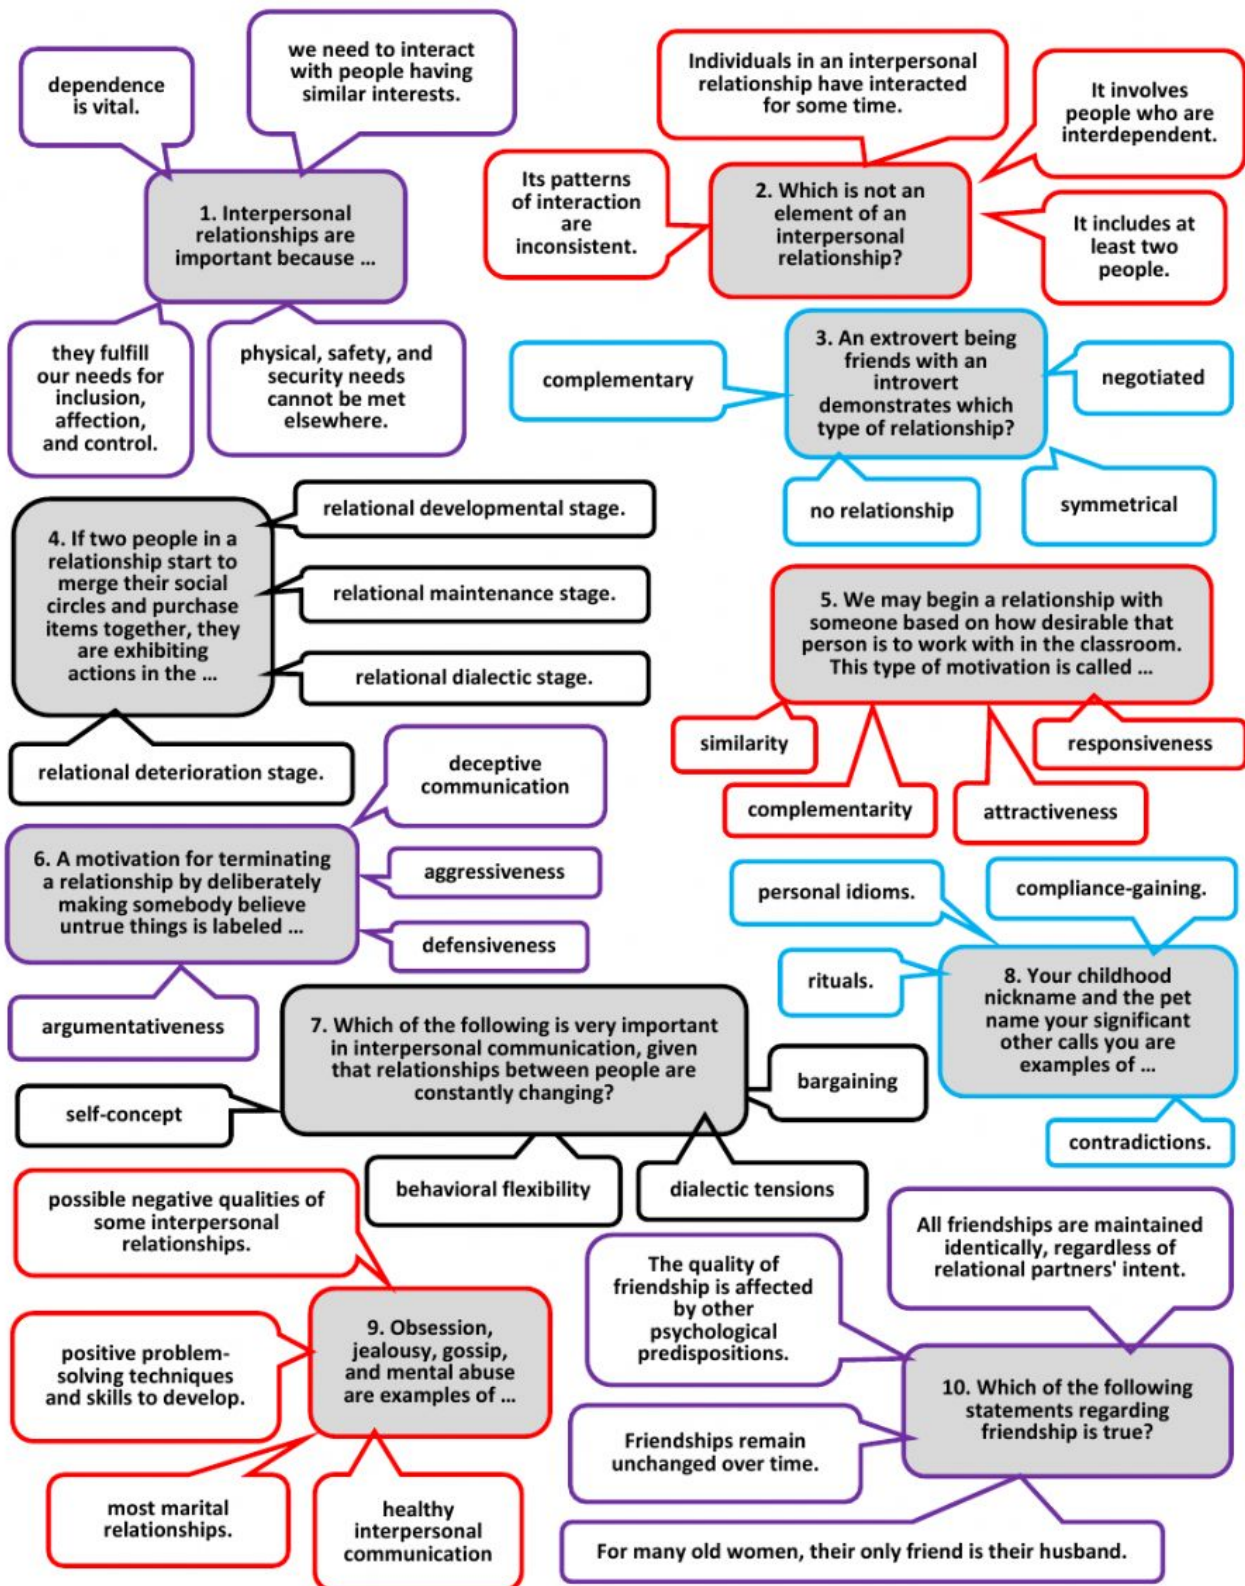 dependence
is vital.
we need to interact
with people having
similar interests.
1. Interpersonal
relationships are
important because ...
they fulfill
our needs for
inclusion,
affection,
and control.
physical, safety, and
security needs
cannot be met
elsewhere.
Individuals in an interpersonal
relationship have interacted
for some time.
It involves
people who are
interdependent.
Its patterns
of interaction
are
inconsistent.
2. Which is not an
element of an
interpersonal
relationship?
It includes at
least two
people.
complementary
3. An extrovert being
friends with an
introvert
demonstrates which
type of relationship?
negotiated
no relationship
symmetrical
4. If two people in a
relationship start to
merge their social
circles and purchase
items together, they
are exhibiting
actions in the ...
relational developmental stage.
relational maintenance stage.
relational dialectic stage.
relational deterioration stage.
5. We may begin a relationship with
someone based on how desirable that
person is to work with in the classroom.
This type of motivation is called ...
similarity
complementarity
attractiveness
responsiveness
deceptive
communication
6. A motivation for terminating
a relationship by deliberately
making somebody believe
untrue things is labeled ...
aggressiveness
defensiveness
argumentativeness
7. Which of the following is very important
in interpersonal communication, given
that relationships between people are
constantly changing?
self-concept
bargaining
behavioral flexibility
dialectic tensions
personal idioms.
compliance-gaining.
rituals.
8. Your childhood
nickname and the pet
name your significant
other calls you are
examples of ...
contradictions.
possible negative qualities of
some interpersonal
relationships.
9. Obsession,
jealousy, gossip,
and mental abuse
are examples of ...
positive problem-
solving techniques
and skills to develop.
most marital
relationships.
healthy
interpersonal
communication
The quality of
friendship is affected
by other
psychological
predispositions.
All friendships are maintained
identically, regardless of
relational partners' intent.
10. Which of the following
statements regarding
friendship is true?
Friendships remain
unchanged over time.
For many old women, their only friend is their husband.